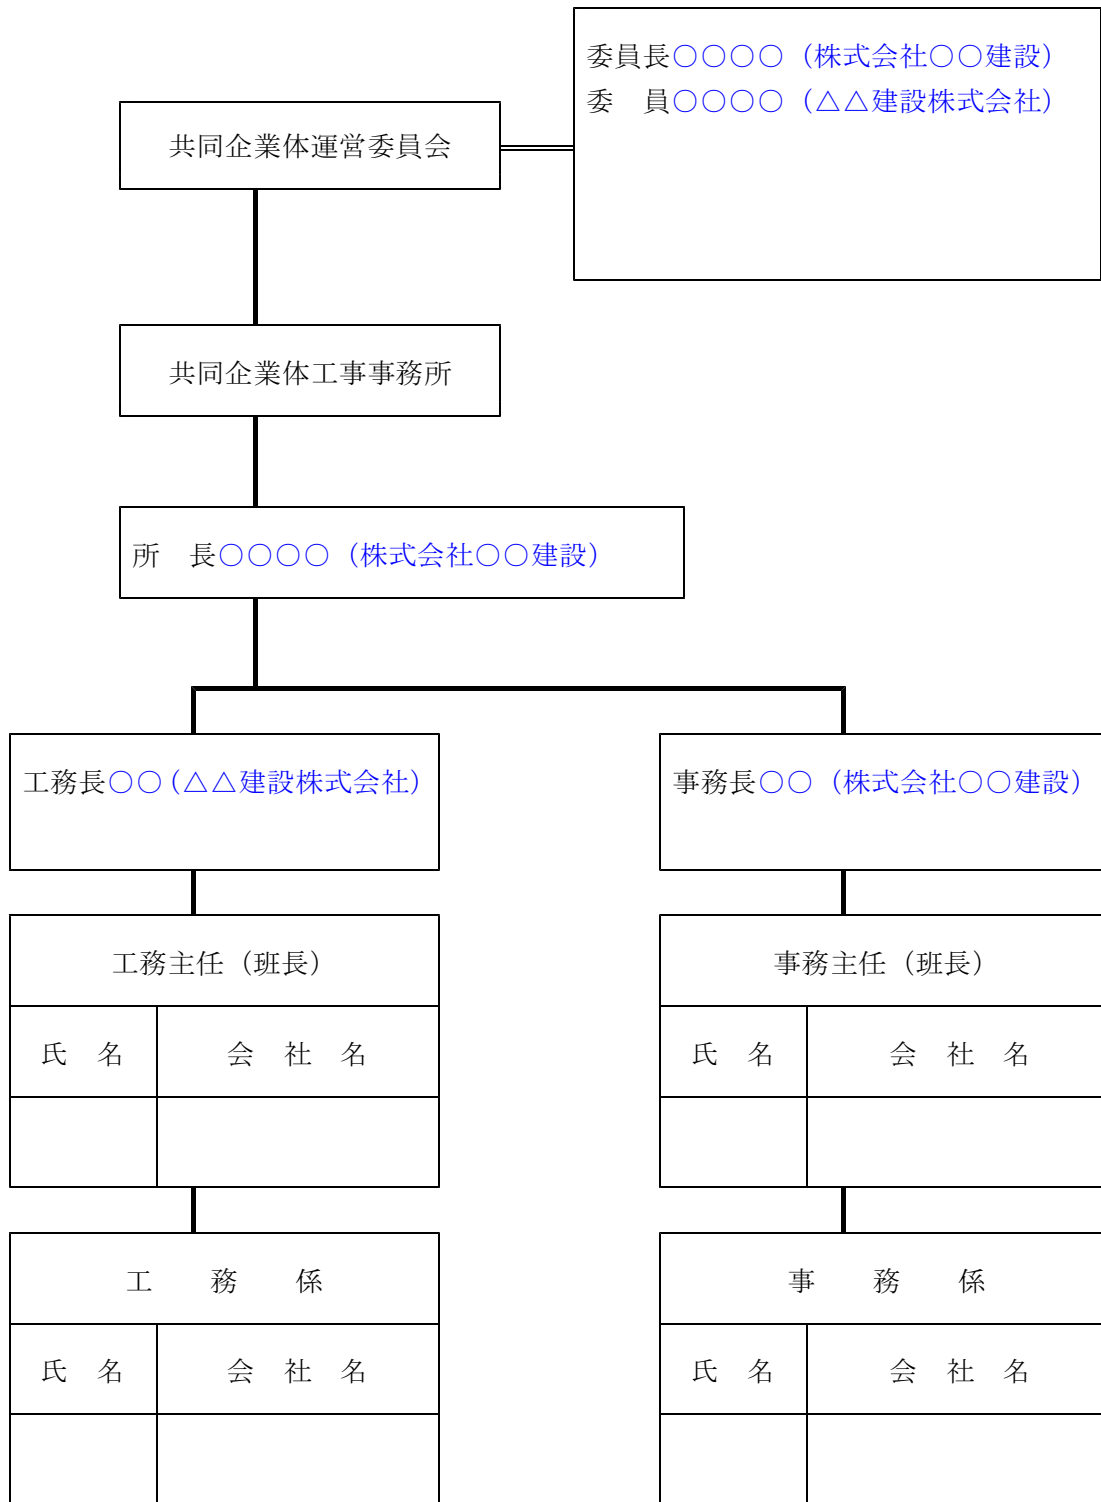 委員長○○○○（株式会社○○建設）
委　員○○○○（△△建設株式会社）
共同企業体運営委員会
共同企業体工事事務所
所　長○○○○（株式会社○○建設）
工務長○○（△△建設株式会社）
事務長○○（株式会社○○建設）
工務主任（班長）
事務主任（班長）
氏　名　会　社　名
氏　名　会　社　名
工　務　係
事　務　係
氏　名　会　社　名
氏　名　会　社　名